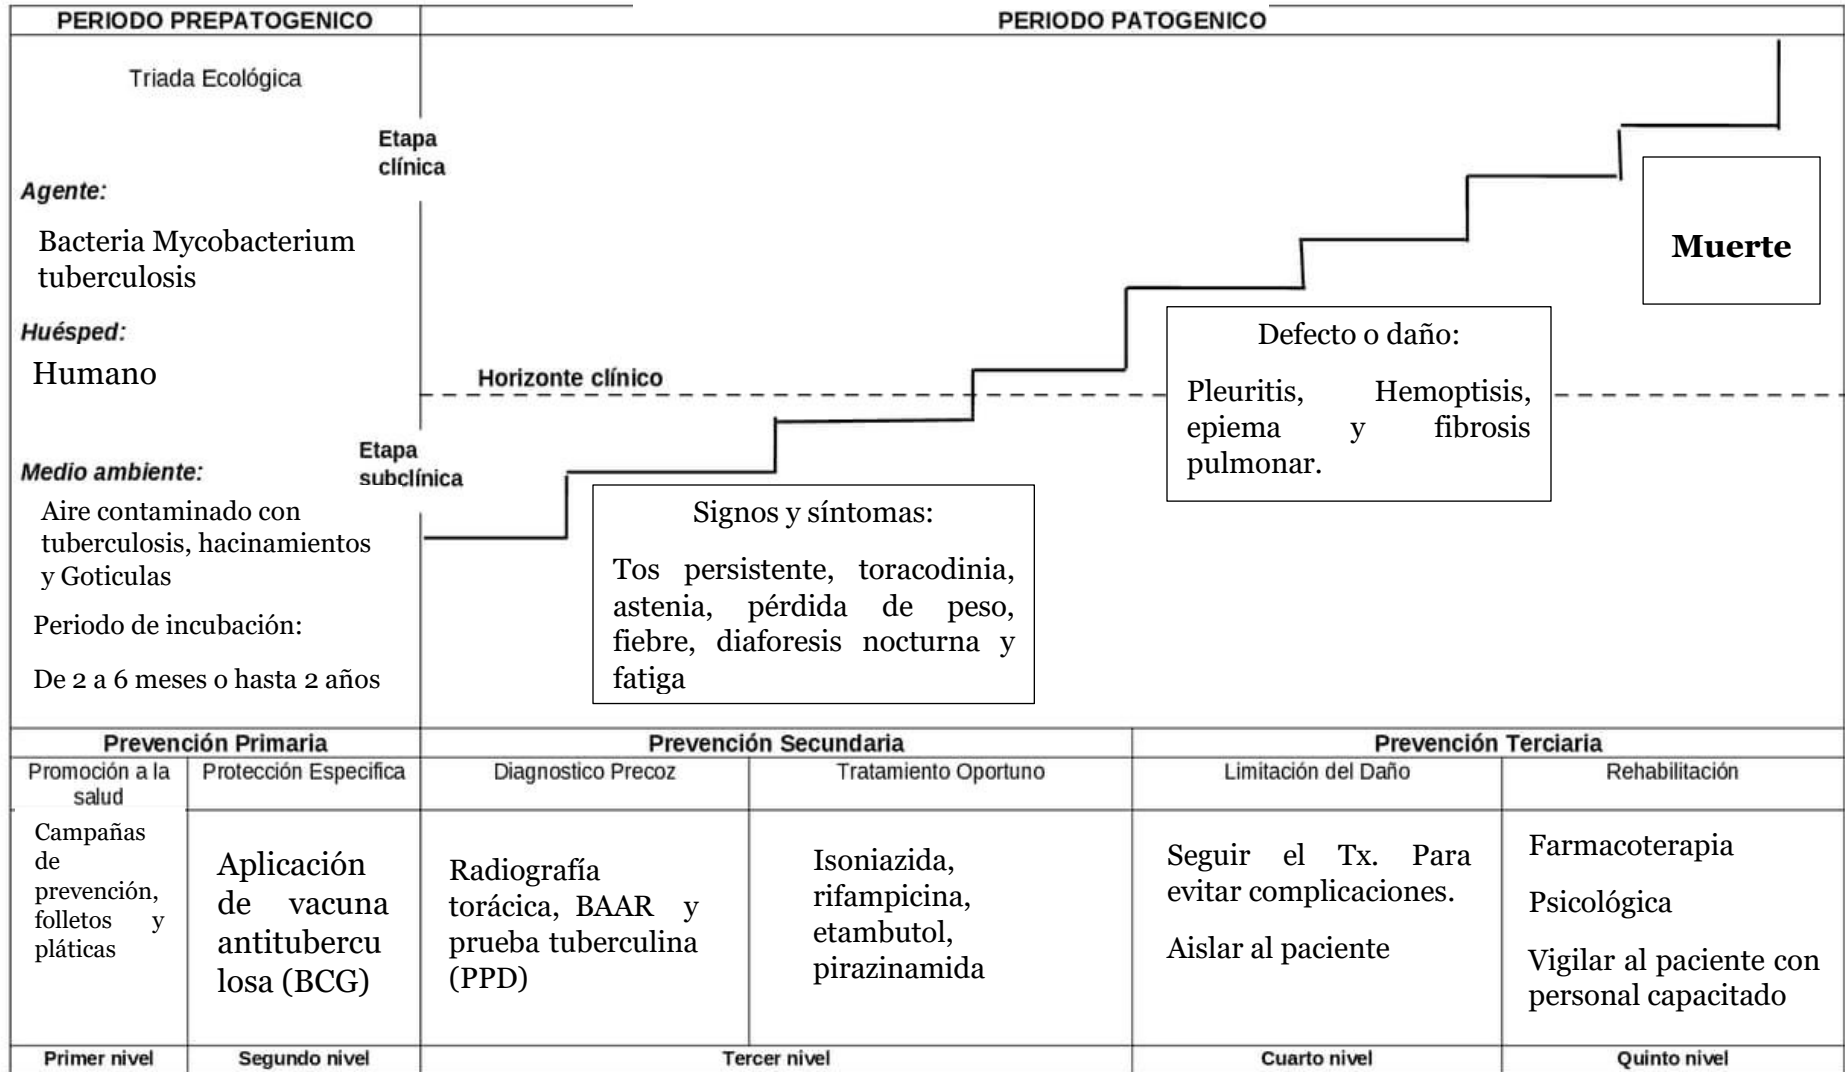 PERIODO PREPATOGENICO
PERIODO PATOGENICO
Triada Ecológica
Etapa
clínica
Agente:
Bacteria Mycobacterium
tuberculosis
Huésped:
Humano
Muerte
Horizonte clínico
Defecto o daño:
Pleuritis, Hemoptisis,
epiema y fibrosis
pulmonar.
Etapa
subclínica
Medio ambiente:
Aire contaminado con
tuberculosis, hacinamientos
y Goticulas
Periodo de incubación:
De 2 a 6 meses o hasta 2 años
Signos y síntomas:
Tos persistente, toracodinia,
astenia, pérdida de peso,
fiebre, diaforesis nocturna y
fatiga
Prevención Primaria
Prevención Secundaria
Prevención Terciaria
Promoción a la
salud
Protección Especifica
Diagnostico Precoz
Tratamiento Oportuno
Limitación del Daño
Rehabilitación
Campañas
de
prevención,
folletos y
pláticas
Aplicación
de vacuna
antitubercu
losa (BCG)
Radiografía
torácica, BAAR y
prueba tuberculina
(PPD)
Isoniazida,
rifampicina,
etambutol,
pirazinamida
Seguir el Tx. Para
evitar complicaciones.
Aislar al paciente
Farmacoterapia
Psicológica
Vigilar al paciente con
personal capacitado
Primer nivel
Segundo nivel
Tercer nivel
Cuarto nivel
Quinto nivel